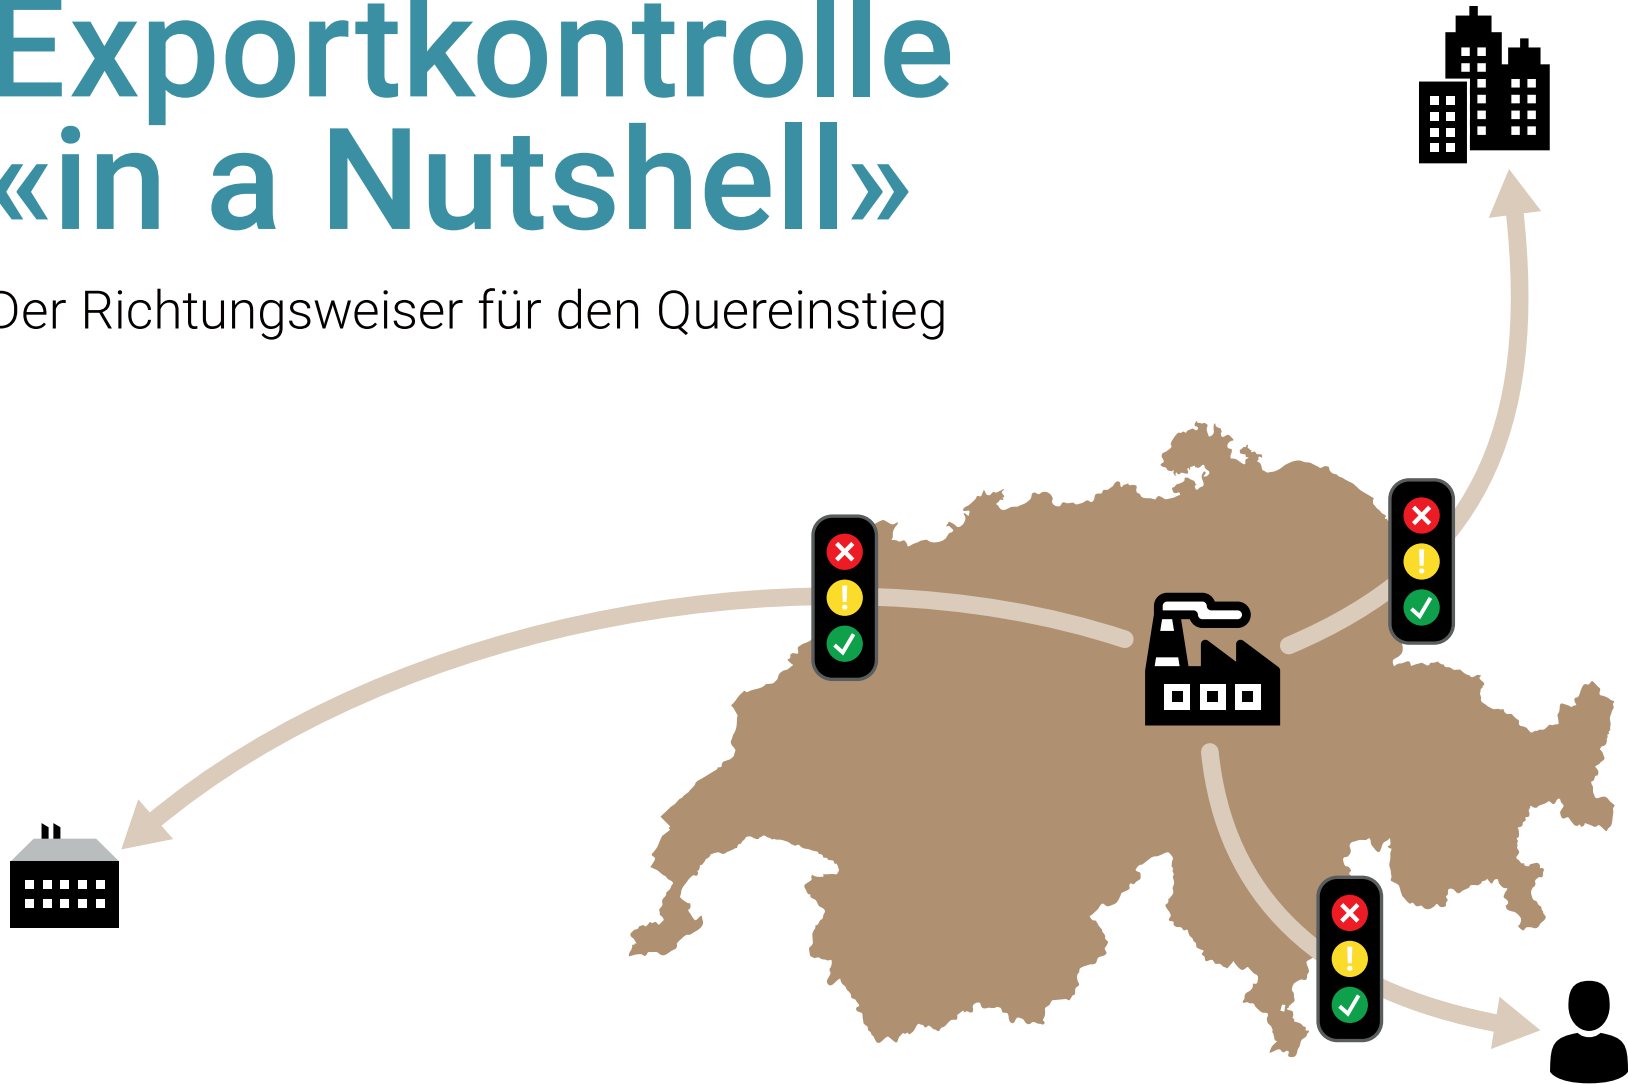 Exportkontrolle
«in a Nutshell»
Der Richtungsweiser für den Quereinstieg